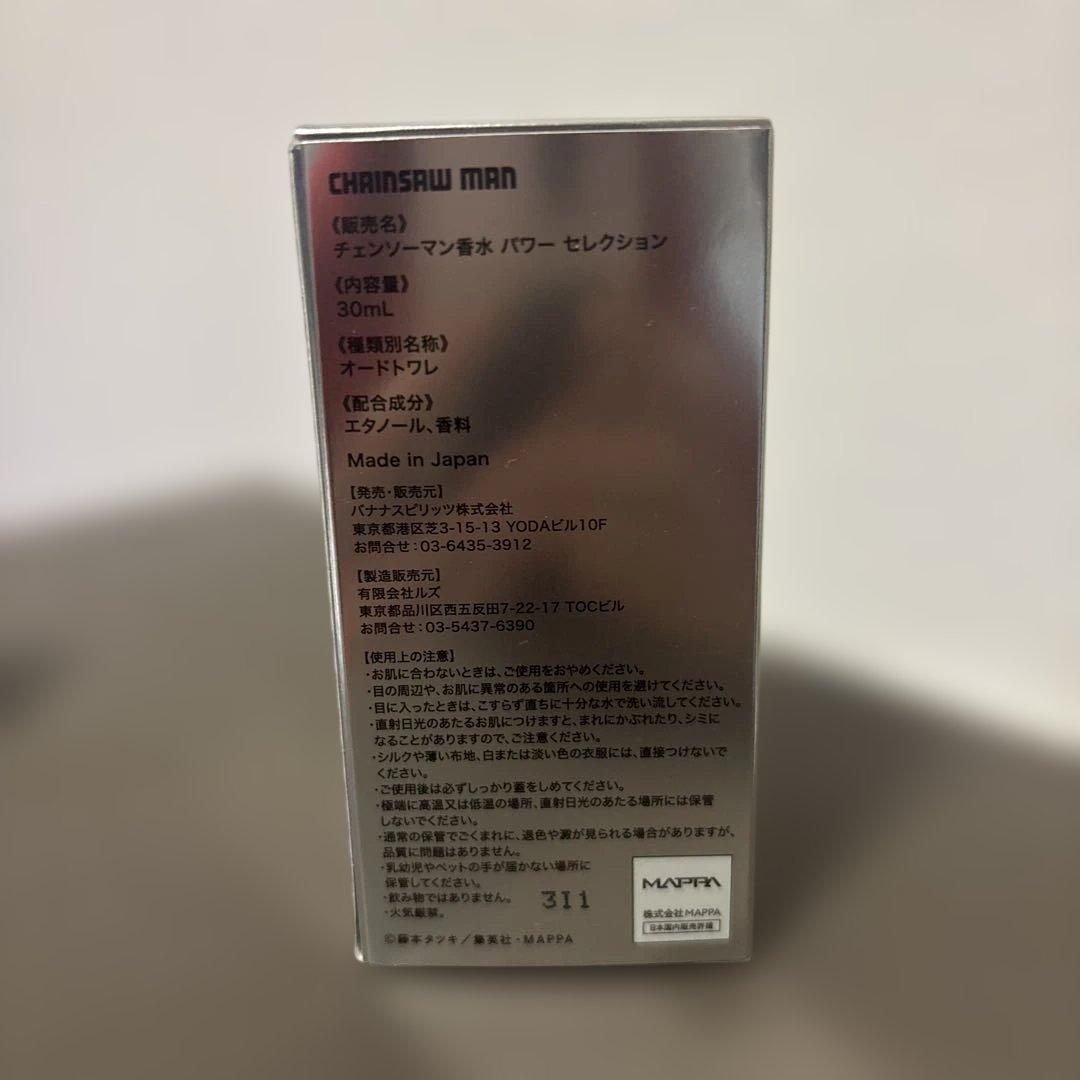 CHAINSAW MAN
《販売名》
チェンソーマン香水 パワー セレクション
《内容量》
30mL
《種類別名称》
オードトワレ
《配合成分》
エタノール、香料
Made in Japan
【発売・販売元】
バナナスピリッツ株式会社
東京都港区芝3-15-13 YODAビル10F
お問合せ：03-6435-3912
【製造販売元】
有限会社ルズ
東京都品川区西五反田7-22-17 TOCビル
お問合せ：03-5437-6390
【使用上の注意】
・お肌に合わないときは、ご使用をおやめください。
・目の周辺や、お肌に異常のある箇所への使用を避けてください。
・目に入ったときは、こすらず直ちに十分な水で洗い流してください。
・直射日光のあたるお肌につけますと、まれにかぶれたり、シミに
なることがありますので、ご注意ください。
・シルクや薄い布地、白または淡い色の衣服には、直接つけないで
ください。
・ご使用後は必ずしっかり蓋をしめてください。
・極端に高温又は低温の場所、直射日光のあたる場所には保管
しないでください。
・通常の保管でごくまれに、退色や澱が見られる場合がありますが、
品質に問題はありません。
・乳幼児やペットの手が届かない場所に
保管してください。
・飲み物ではありません。
・火気厳禁。
3I1
©藤本タツキ／集英社・MAPPA
MAPPA
株式会社MAPPA
日本国内販売許諾